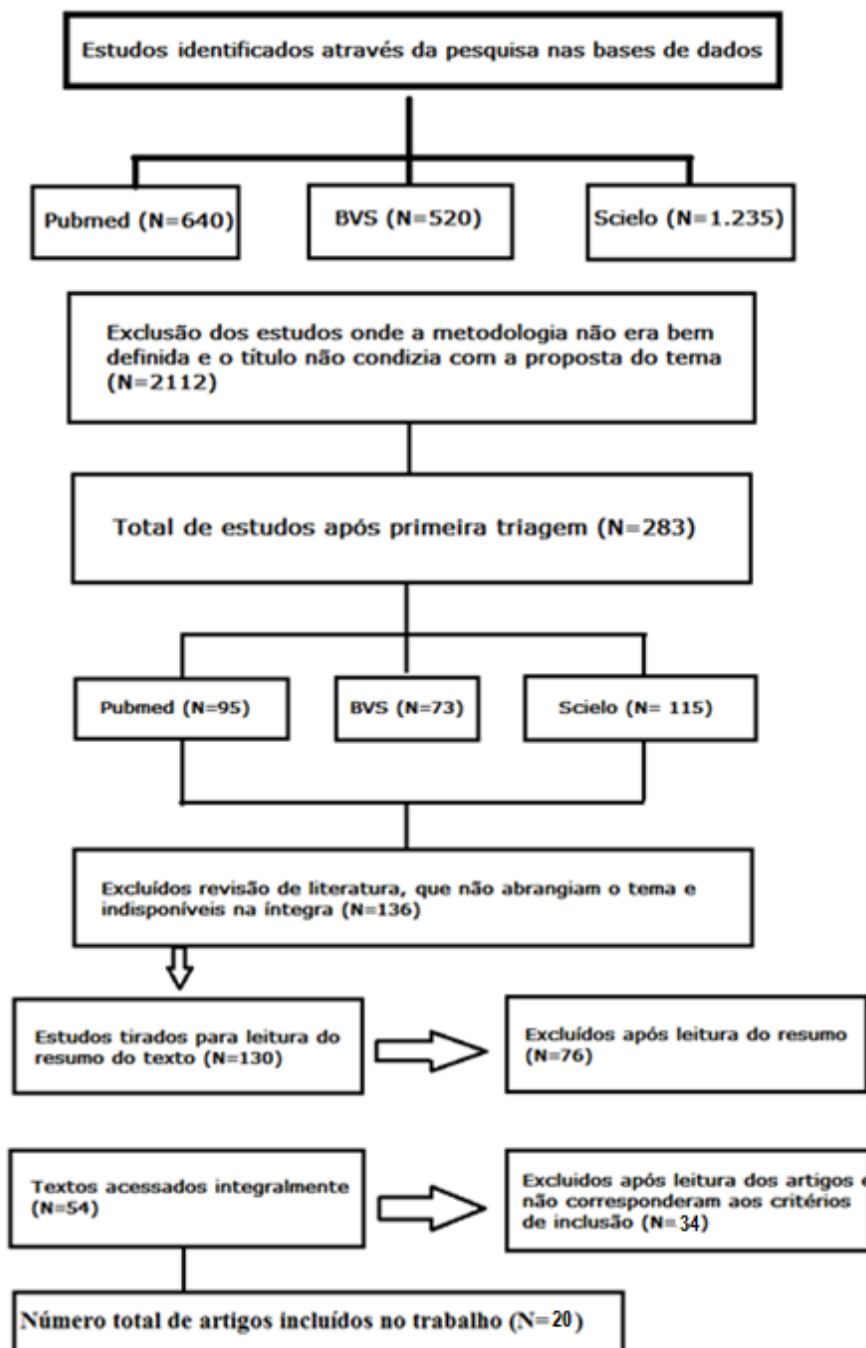 Estudos identificados através da pesquisa nas bases de dados
Pubmed (N=640)
BVS (N=520)
Scielo (N=1.235)
Exclusão dos estudos onde a metodologia não era bem
definida e o título não condizia com a proposta do tema
(N=2112)
Total de estudos após primeira triagem (N=283)
Pubmed (N=95)
BVS (N=73)
Scielo (N= 115)
Excluídos revisão de literatura, que não abrangiam o tema e
indisponíveis na íntegra (N=136)
Estudos tirados para leitura do
resumo do texto (N=130)
Excluídos após leitura do resumo
(N=76)
Textos acessados integralmente
(N=54)
Excluidos após leitura dos artigos e
não corresponderam aos critérios
de inclusão (N=34)
Número total de artigos incluídos no trabalho (N=20)